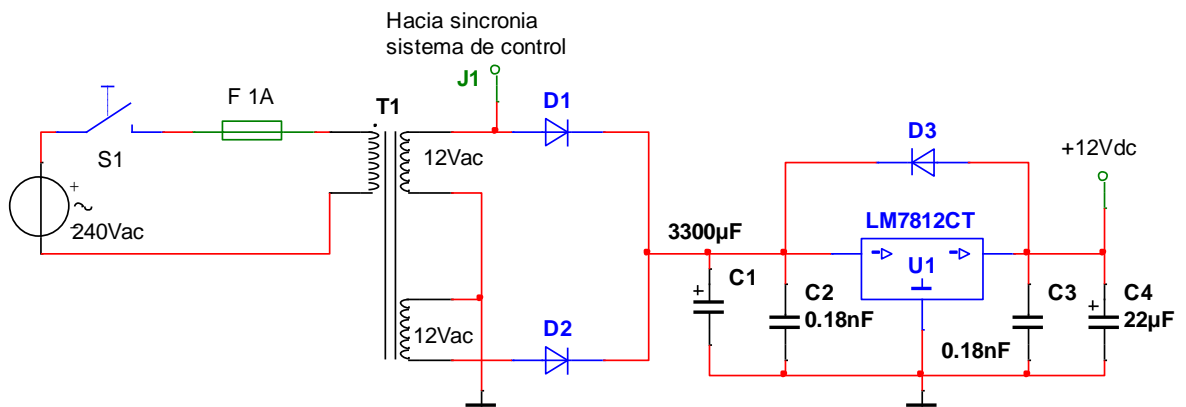 Hacia sincronia
sistema de control
J1
F 1A
T1
D1
S1
12Vac
240Vac
D3
+12Vdc
LM7812CT
3300µF
U1
C1
C2
0.18nF
C3
C4
22µF
12Vac
D2
0.18nF